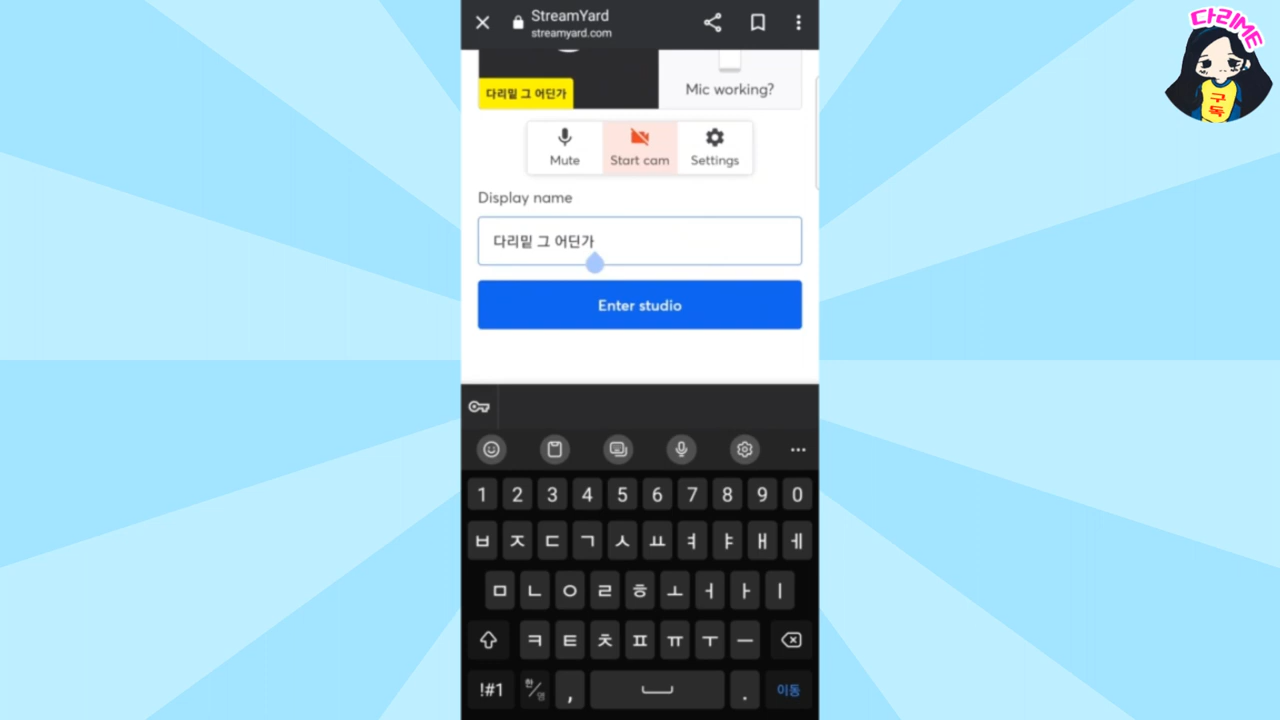 StreamYard
streamyard.com
다리밑 그 어딘가
Mic working?
Mute
Start cam
Settings
Display name
다리밑 그 어딘가
Enter studio
1 2 3 4 5 6 7 8 9 0
ㅂ ㅈ ㄷ ㄱ ㅅ ㅛ ㅕ ㅑ ㅐ ㅔ
ㅁ ㄴ ㅇ ㄹ ㅎ ㅗ ㅓ ㅏ ㅣ
ㅋ ㅌ ㅊ ㅍ ㅠ ㅜ ㅡ
!#1 한/영 , . 이동
다리ME
구독